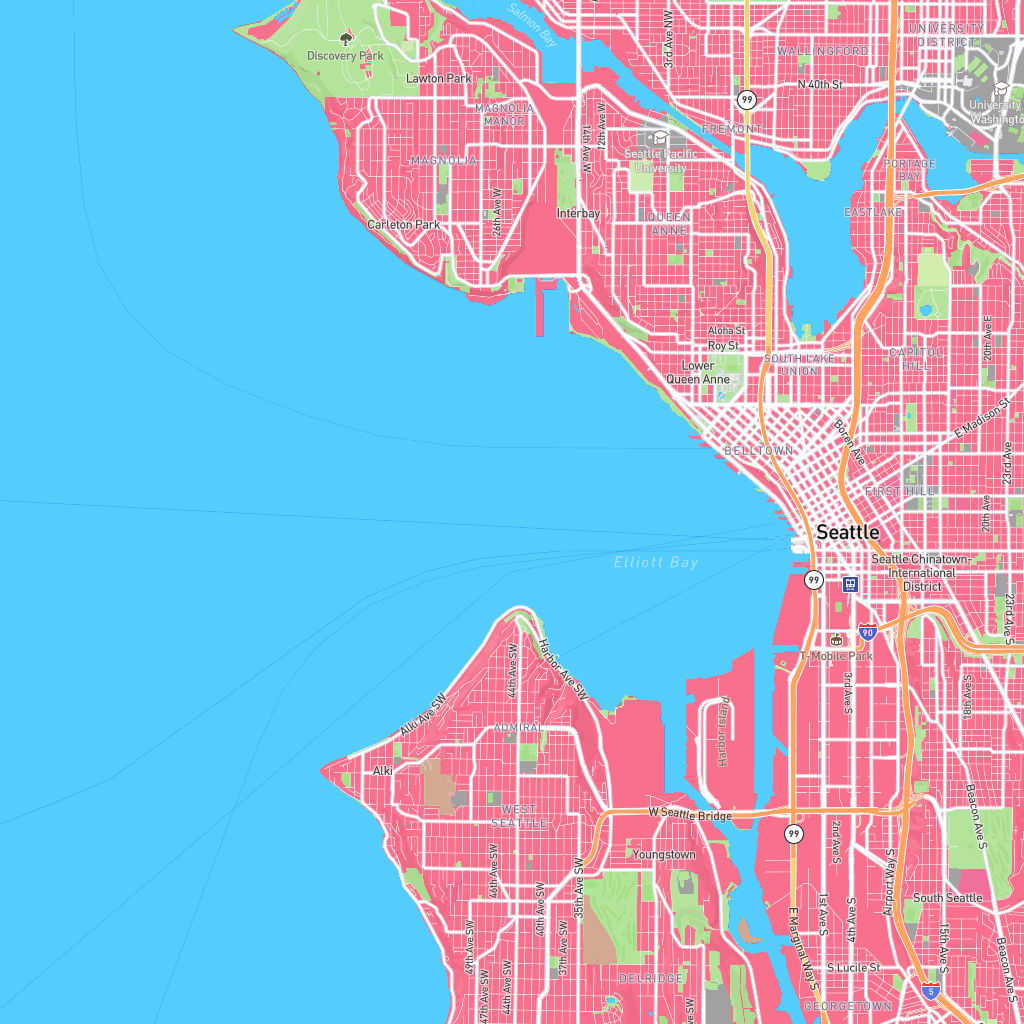 Salmon Bay
3rd Ave NW
UNIVERSITY
DISTRICT
Discovery Park
WALLINGFORD
Lawton Park
N 40th St
99
University
Washington
MAGNOLIA
MANOR
12th Ave W
14th Ave W
FREMONT
Seattle Pacific
University
MAGNOLIA
PORTAGE
BAY
26th Ave W
Interbay
QUEEN
ANNE
EASTLAKE
Carleton Park
Aloha St
Roy St
20th Ave E
Lower
Queen Anne
SOUTH LAKE
UNION
CAPITOL
HILL
E Madison St
Boren Ave
BELLTOWN
23rd Ave
FIRST HILL
20th Ave
Seattle
Elliott Bay
Seattle Chinatown-
International
District
99
23rd Ave S
90
T-Mobile Park
Harbor Ave SW
44th Ave SW
3rd Ave S
18th Ave S
Alki Ave SW
ADMIRAL
Harbor Island
Alki
WEST
SEATTLE
W Seattle Bridge
Beacon Ave S
99
2nd Ave S
Youngstown
46th Ave SW
35th Ave SW
Airport Way S
40th Ave SW
South Seattle
1st Ave S
4th Ave S
49th Ave SW
37th Ave SW
15th Ave S
E Marginal Way S
Beacon Ave S
S Lucile St
47th Ave SW
44th Ave SW
DELRIDGE
5
GEORGETOWN
Ave SW